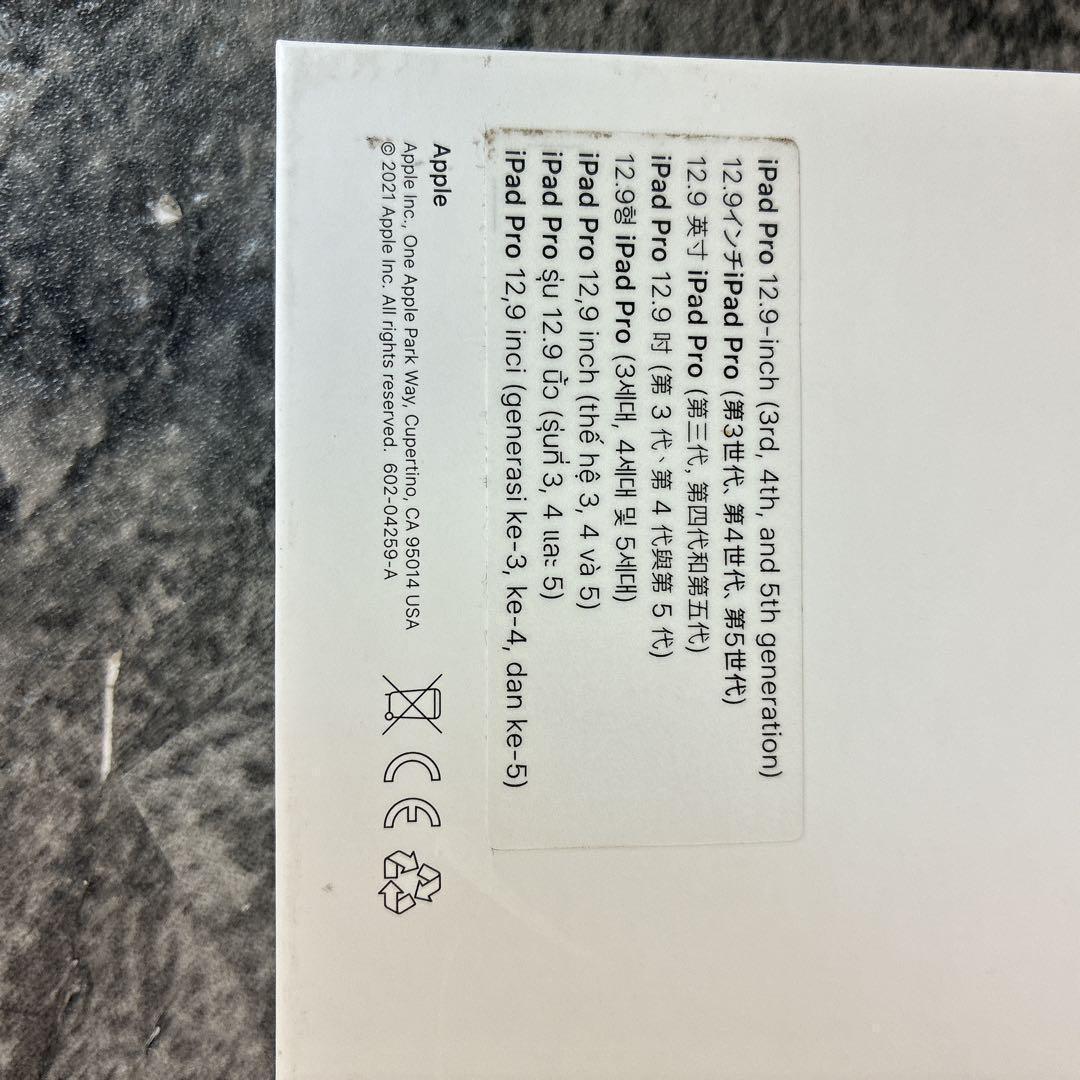 iPad Pro 12.9-inch (3rd, 4th, and 5th generation)
12.9インチiPad Pro (第3世代、第4世代、第5世代)
12.9 英寸 iPad Pro (第三代, 第四代和第五代)
iPad Pro 12.9 吋 (第 3 代、第 4 代與第 5 代)
12.9형 iPad Pro (3세대, 4세대 및 5세대)
iPad Pro 12,9 inch (thế hệ 3, 4 và 5)
iPad Pro รุ่น 12.9 นิ้ว (รุ่นที่ 3, 4 และ 5)
iPad Pro 12,9 inci (generasi ke-3, ke-4, dan ke-5)
Apple
Apple Inc., One Apple Park Way, Cupertino, CA 95014 USA
© 2021 Apple Inc. All rights reserved. 602-04259-A
CE